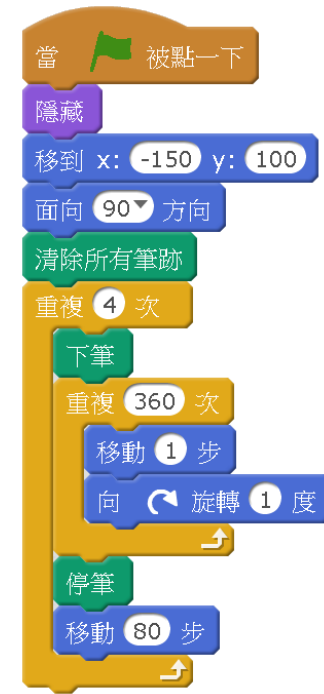 當 被點一下
隱藏
移到 x: -150 y: 100
面向 90 方向
清除所有筆跡
重複 4 次
下筆
重複 360 次
移動 1 步
向 旋轉 1 度
停筆
移動 80 步